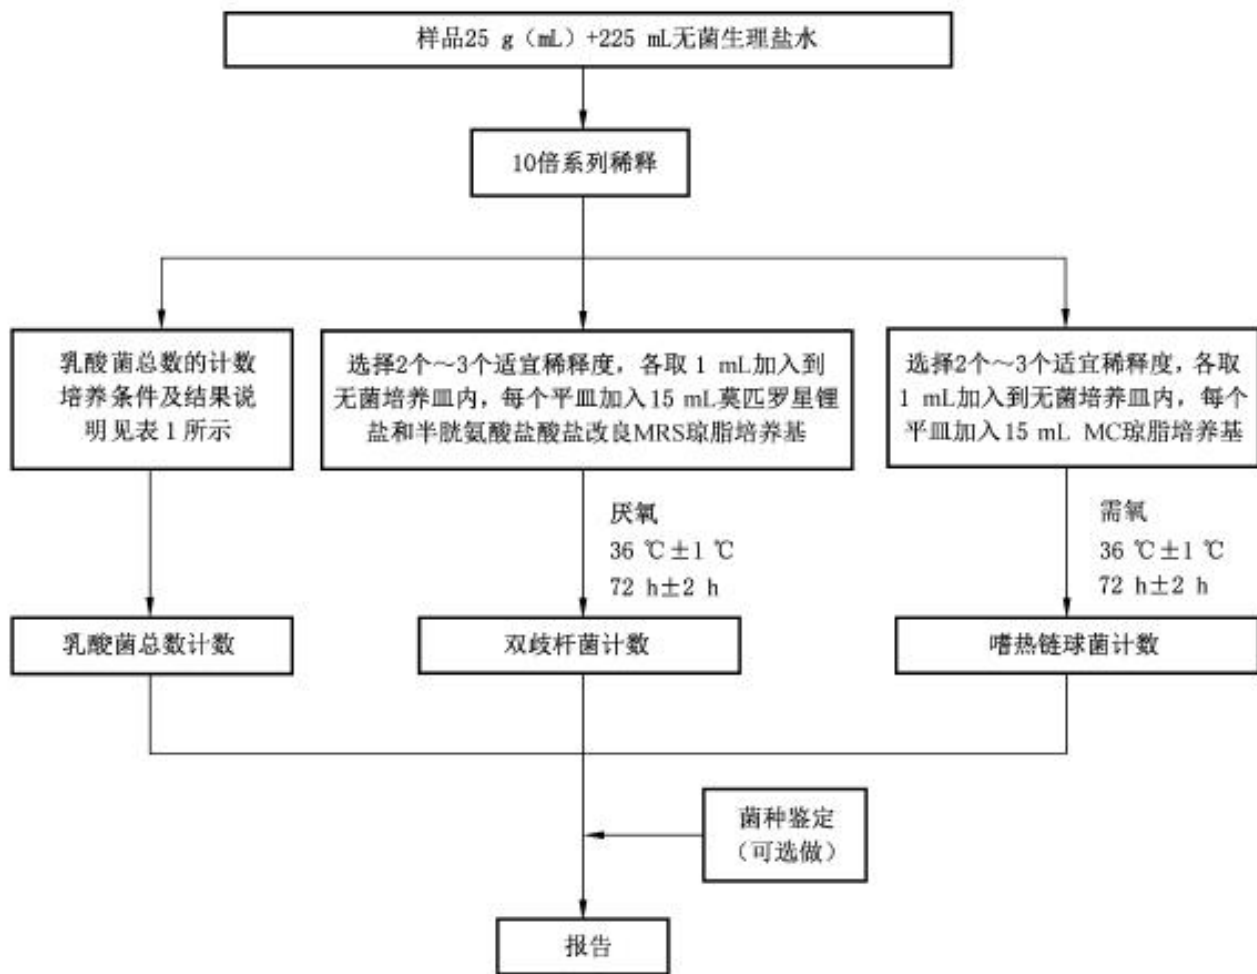 样品25 g（mL）+225 mL无菌生理盐水
10倍系列稀释
乳酸菌总数的计数
培养条件及结果说
明见表1所示
选择2个～3个适宜稀释度，各取 1 mL加入到
无菌培养皿内，每个平皿加入15 mL莫匹罗星锂
盐和半胱氨酸盐酸盐改良MRS琼脂培养基
选择2个～3个适宜稀释度，各取
1 mL加入到无菌培养皿内，每个
平皿加入15 mL MC琼脂培养基
厌氧
36 ℃±1 ℃
72 h±2 h
需氧
36 ℃±1 ℃
72 h±2 h
乳酸菌总数计数
双歧杆菌计数
嗜热链球菌计数
菌种鉴定
（可选做）
报告